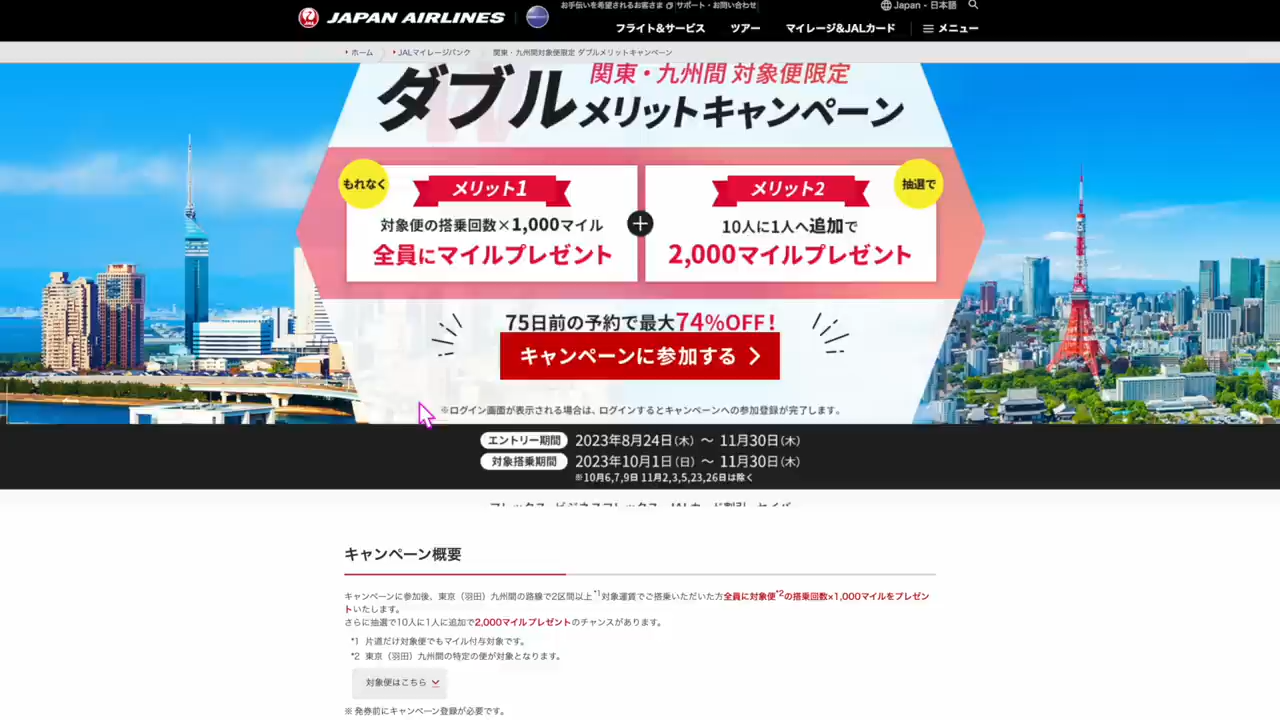 JAPAN AIRLINES
お手伝いを希望されるお客さま
サポート・お問い合わせ
Japan - 日本語
フライト&サービス
ツアー
マイレージ&JALカード
メニュー
ホーム
JALマイレージバンク
関東・九州間対象便限定 ダブルメリットキャンペーン
関東・九州間 対象便限定
ダブルメリットキャンペーン
もれなく
メリット1
対象便の搭乗回数×1,000マイル
全員にマイルプレゼント
メリット2
抽選で
10人に1人へ追加で
2,000マイルプレゼント
75日前の予約で最大74%OFF!
キャンペーンに参加する
※ログイン画面が表示される場合は、ログインするとキャンペーンへの参加登録が完了します。
エントリー期間 2023年8月24日(木) ～ 11月30日(木)
対象搭乗期間 2023年10月1日(日) ～ 11月30日(木)
※10月6,7,9日 11月2,3,5,23,26日は除く
キャンペーン概要
キャンペーンに参加後、東京（羽田）九州間の路線で2区間以上*1対象運賃でご搭乗いただいた方全員に対象便*2の搭乗回数×1,000マイルをプレゼン
トいたします。
さらに抽選で10人に1人に追加で2,000マイルプレゼントのチャンスがあります。
*1 片道だけ対象便でもマイル付与対象です。
*2 東京（羽田）九州間の特定の便が対象となります。
対象便はこちら
※ 発券前にキャンペーン登録が必要です。